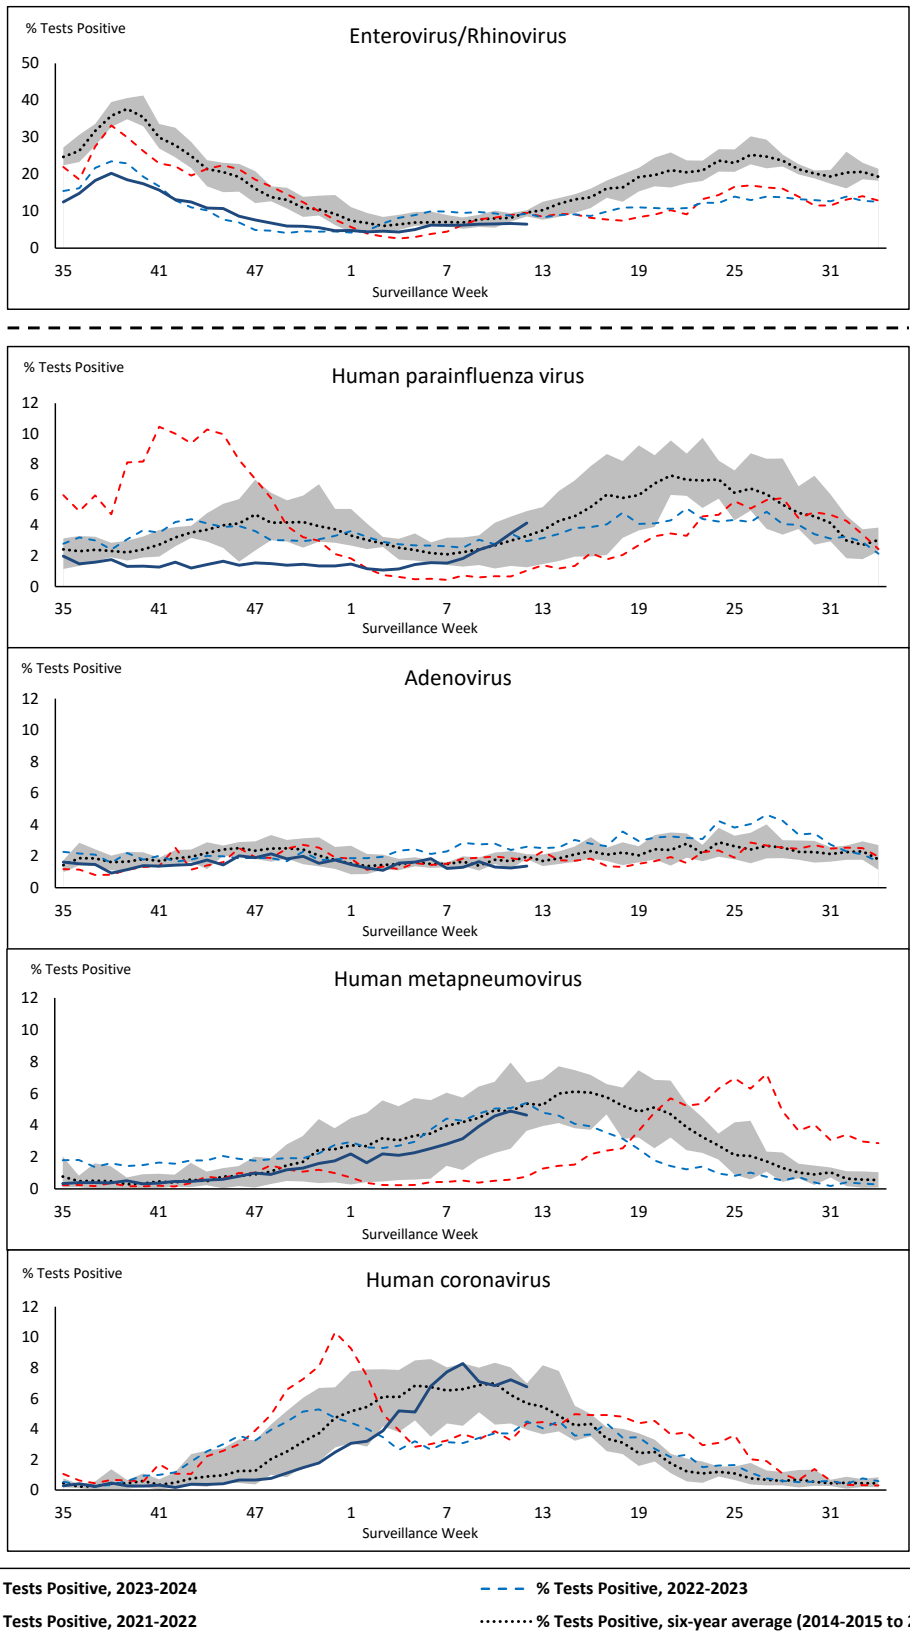 % Tests Positive
Enterovirus/Rhinovirus
50
40
30
20
10
0
35 41 47 1 7 13 19 25 31
Surveillance Week
% Tests Positive
Human parainfluenza virus
12
10
8
6
4
2
0
35 41 47 1 7 13 19 25 31
Surveillance Week
% Tests Positive
Adenovirus
12
10
8
6
4
2
0
35 41 47 1 7 13 19 25 31
Surveillance Week
% Tests Positive
Human metapneumovirus
12
10
8
6
4
2
0
35 41 47 1 7 13 19 25 31
Surveillance Week
% Tests Positive
Human coronavirus
12
10
8
6
4
2
0
35 41 47 1 7 13 19 25 31
Surveillance Week
Tests Positive, 2023-2024 % Tests Positive, 2022-2023
Tests Positive, 2021-2022 % Tests Positive, six-year average (2014-2015 to